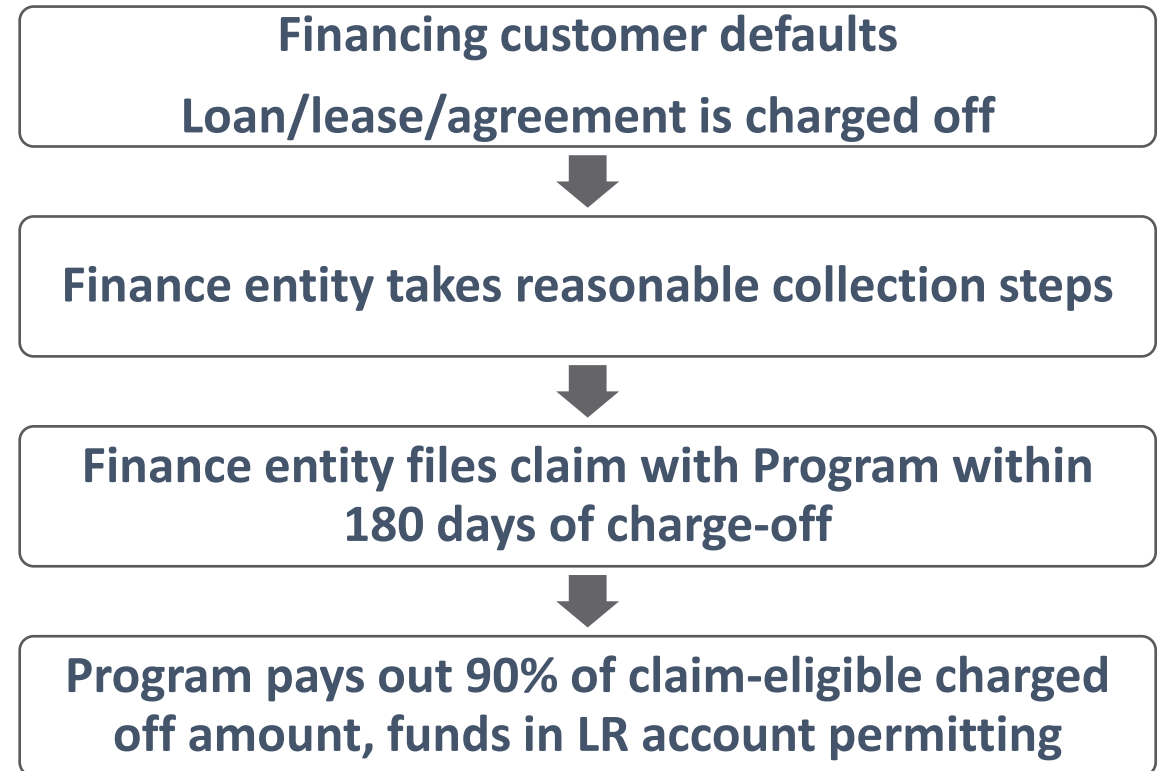 Financing customer defaults
Loan/lease/agreement is charged off
Finance entity takes reasonable collection steps
Finance entity files claim with Program within
180 days of charge-off
Program pays out 90% of claim-eligible charged
off amount, funds in LR account permitting